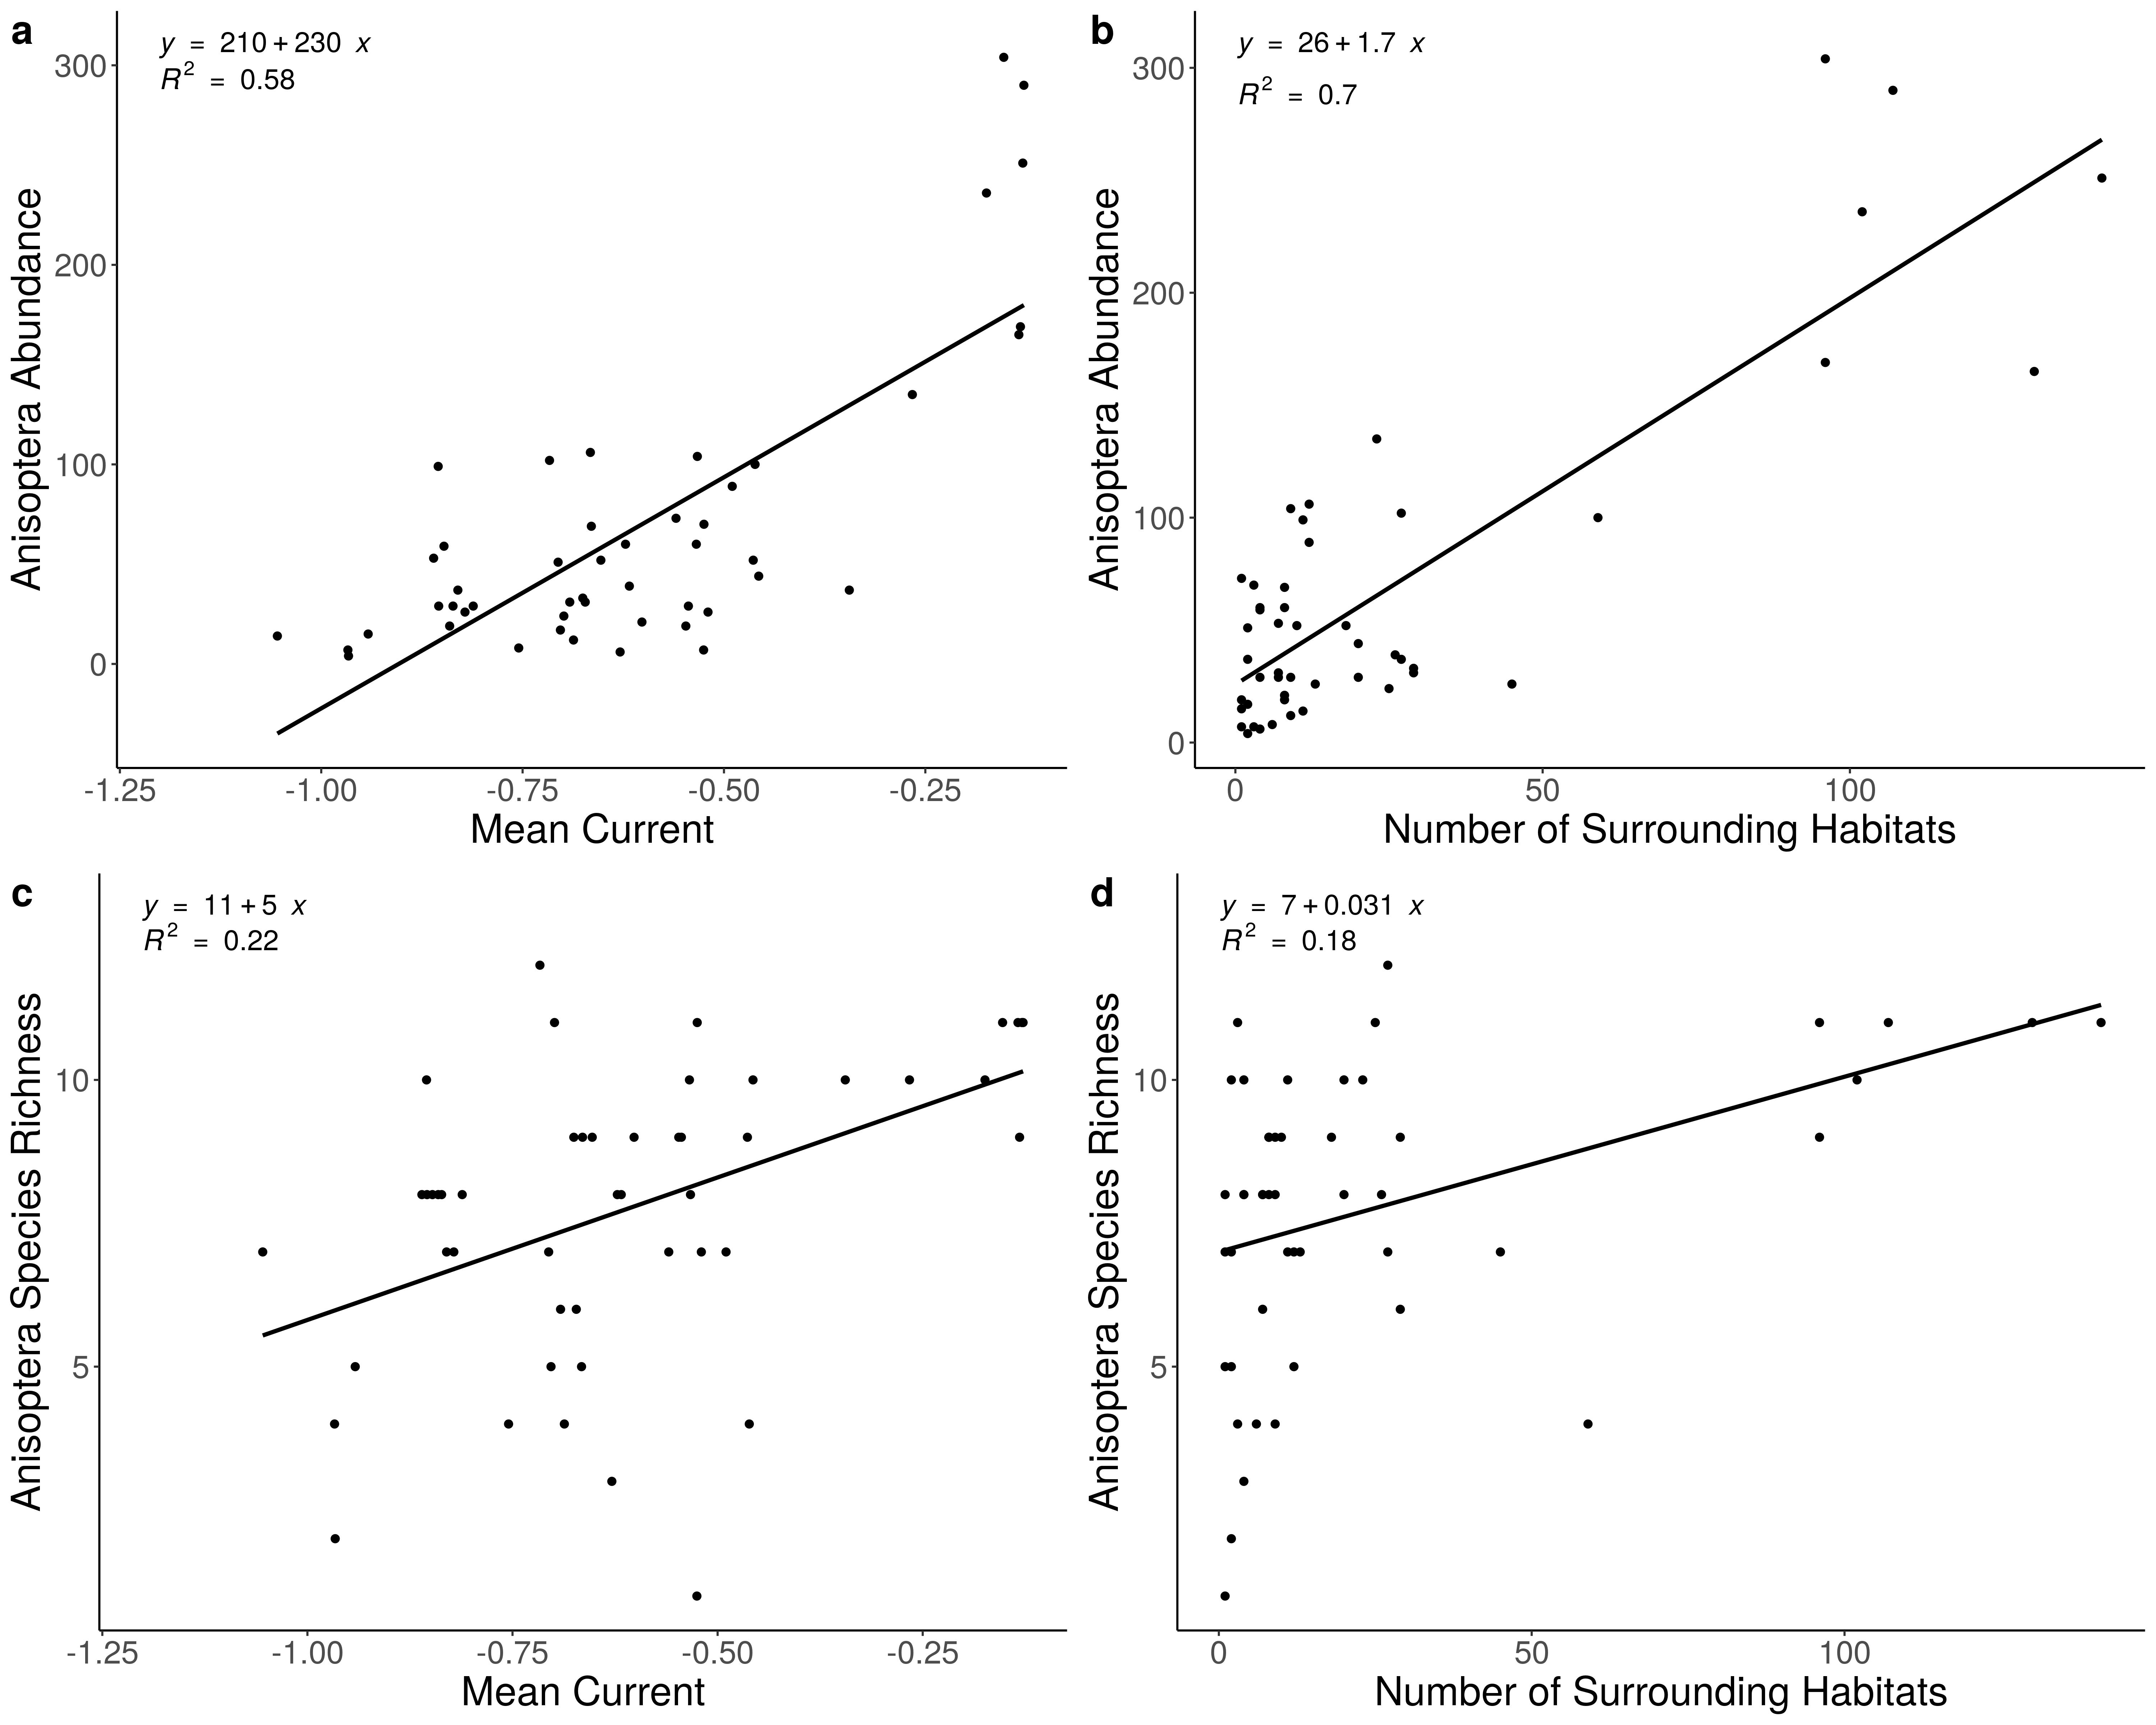 a
y = 210 + 230 x
R² = 0.58
300
200
100
0
Anisoptera Abundance
-1.25 -1.00 -0.75 -0.50 -0.25
Mean Current
b
y = 26 + 1.7 x
R² = 0.7
300
200
100
0
Anisoptera Abundance
0 50 100
Number of Surrounding Habitats
c
y = 11 + 5 x
R² = 0.22
10
5
Anisoptera Species Richness
-1.25 -1.00 -0.75 -0.50 -0.25
Mean Current
d
y = 7 + 0.031 x
R² = 0.18
10
5
Anisoptera Species Richness
0 50 100
Number of Surrounding Habitats